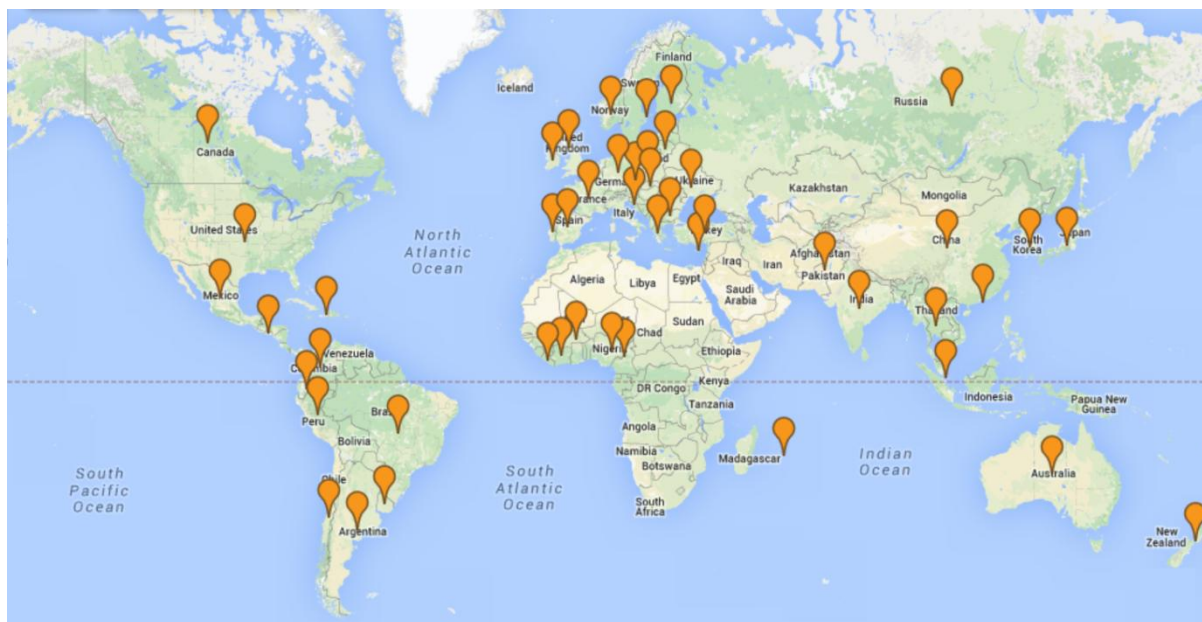 Iceland
Finland
Norway
Russia
Canada
Kazakhstan
Mongolia
United States
Italy
Spain
North
Atlantic
Ocean
China
South
Korea
Iraq
Iran
Afghanistan
Pakistan
Algeria
Libya
Egypt
Saudi
Arabia
Mexico
India
Thailand
Chad
Sudan
Nigeria
Ethiopia
Venezuela
DR Congo
Kenya
Indonesia
Papua New
Guinea
Tanzania
Peru
Angola
Bolivia
Namibia
Botswana
Madagascar
Indian
Ocean
South
Pacific
Ocean
South
Atlantic
Ocean
Australia
South
Africa
Argentina
New
Zealand